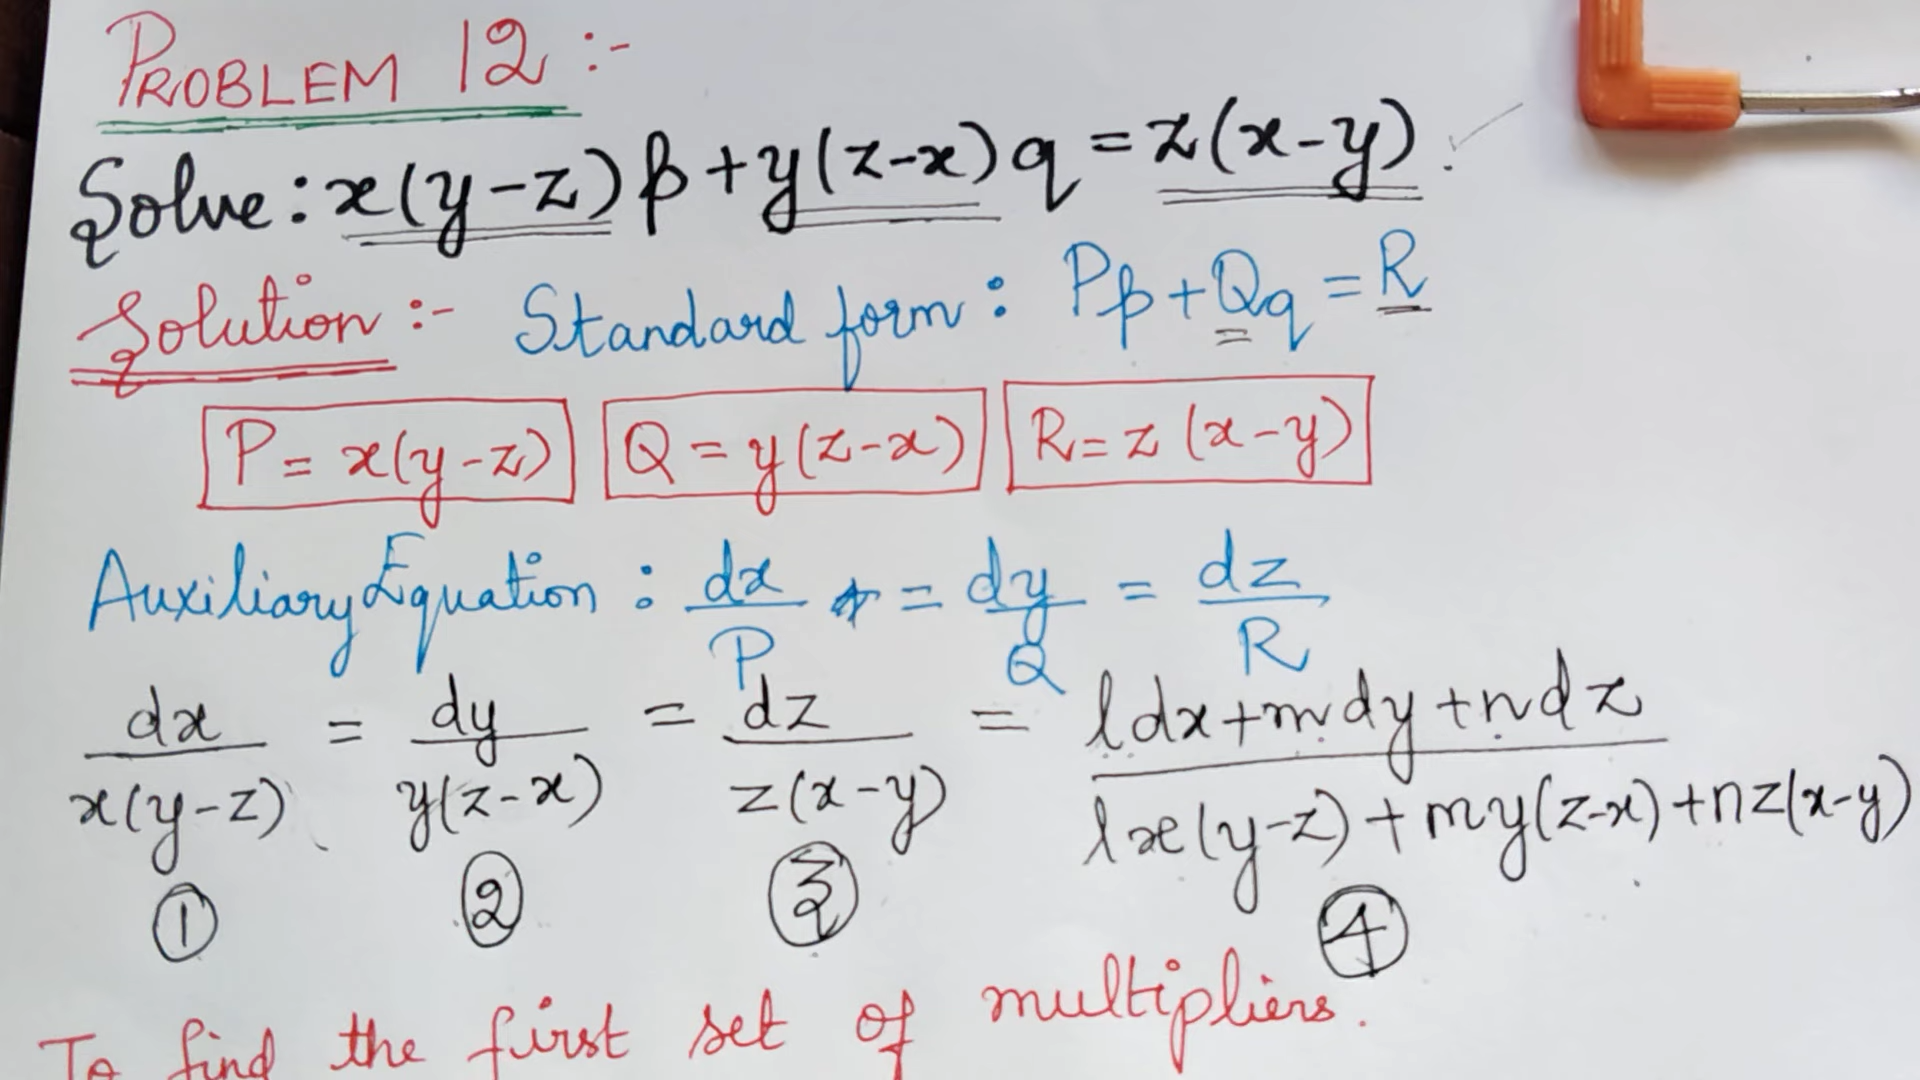 PROBLEM 12 :-
Solve: x(y-z)p+y(z-x)q = z(x-y).
Solution :- Standard form: Pp+Qq = R
P = x(y-z) Q = y(z-x) R = z (x-y)
Auxiliary Equation: dx/P = dy/Q = dz/R
dx/x(y-z) = dy/y(z-x) = dz/z(x-y) = ldx+mdy+ndz/lx(y-z)+my(z-x)+nz(x-y)
① ② ③ ④
To find the first set of multipliers.